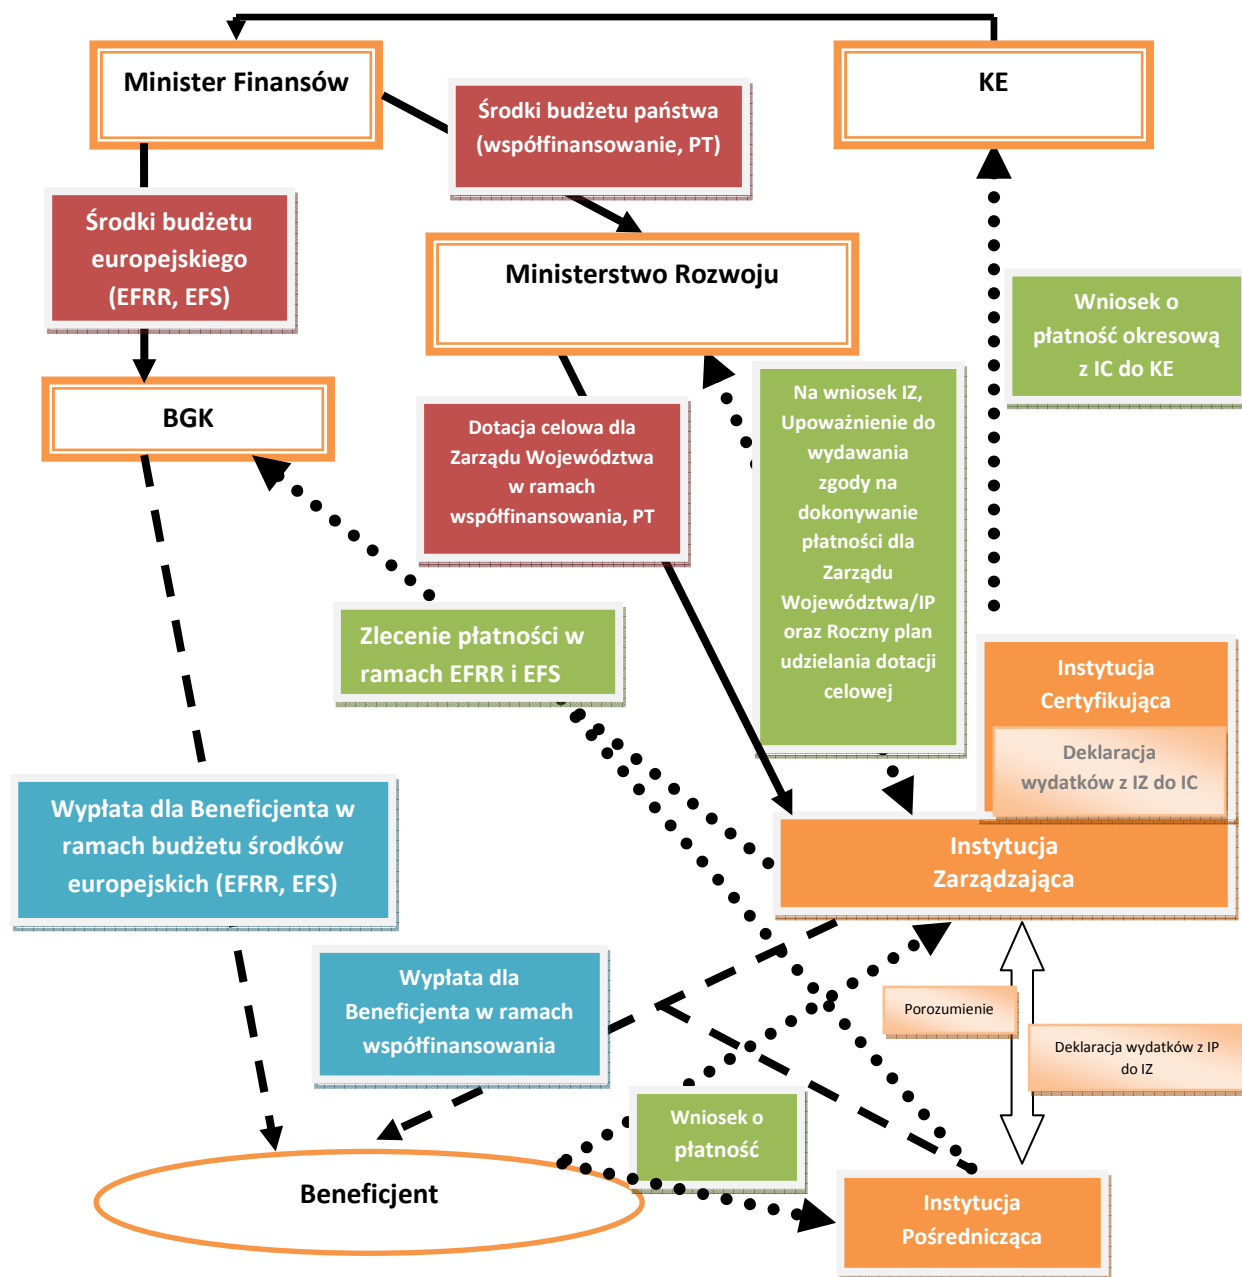 Minister Finansów
KE
Środki budżetu państwa
(współfinansowanie, PT)
Środki budżetu
europejskiego
(EFRR, EFS)
Ministerstwo Rozwoju
Wniosek o
płatność okresową
z IC do KE
BGK
Dotacja celowa dla
Zarządu Województwa
w ramach
współfinansowania, PT
Na wniosek IZ,
Upoważnienie do
wydawania
zgody na
dokonywanie
płatności dla
Zarządu
Województwa/IP
oraz Roczny plan
udzielania dotacji
celowej
Zlecenie płatności w
ramach EFRR i EFS
Instytucja
Certyfikująca
Deklaracja
wydatków z IZ do IC
Wypłata dla Beneficjenta w
ramach budżetu środków
europejskich (EFRR, EFS)
Instytucja
Zarządzająca
Wypłata dla
Beneficjenta w ramach
współfinansowania
Porozumienie
Deklaracja wydatków z IP
do IZ
Wniosek o
płatność
Beneficjent
Instytucja
Pośrednicząca